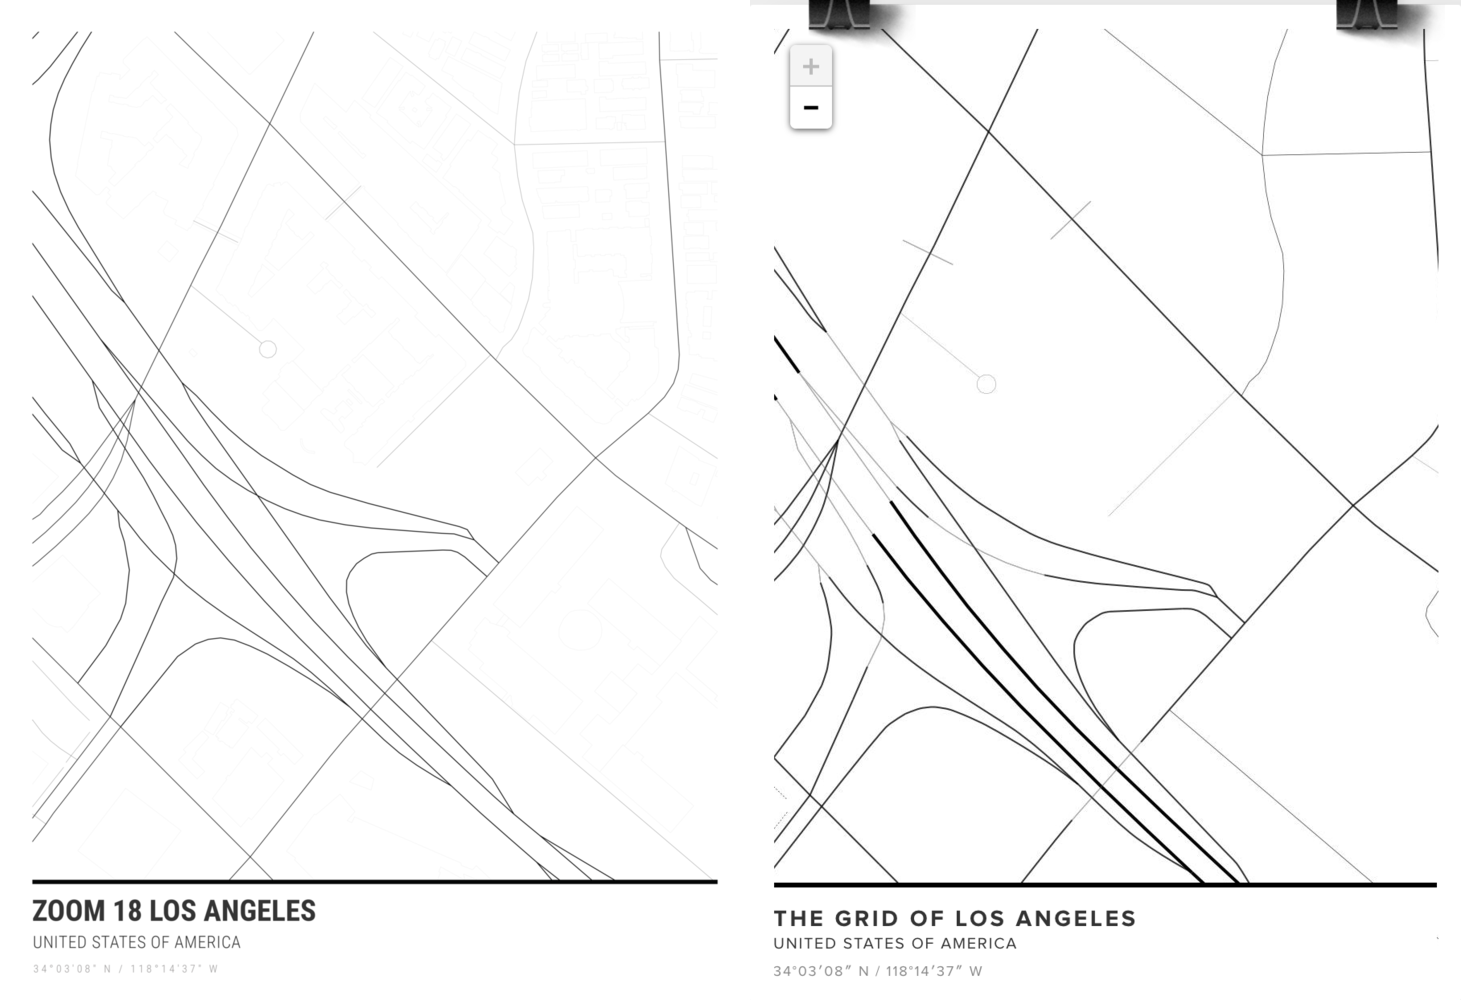 +
−
ZOOM 18 LOS ANGELES
UNITED STATES OF AMERICA
34°03'08" N / 118°14'37" W
THE GRID OF LOS ANGELES
UNITED STATES OF AMERICA
34°03′08″ N / 118°14′37″ W